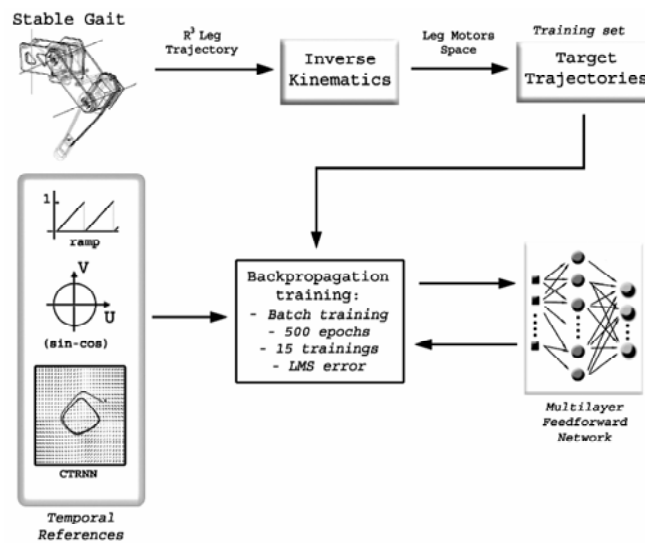 Stable Gait
R³ Leg
Trajectory
Inverse
Kinematics
Leg Motors
Space
Training set
Target
Trajectories
1
ramp
V
U
(sin-cos)
CTRNN
Temporal
References
Backpropagation
training:
- Batch training
- 500 epochs
- 15 trainings
- LMS error
Multilayer
Feedforward
Network